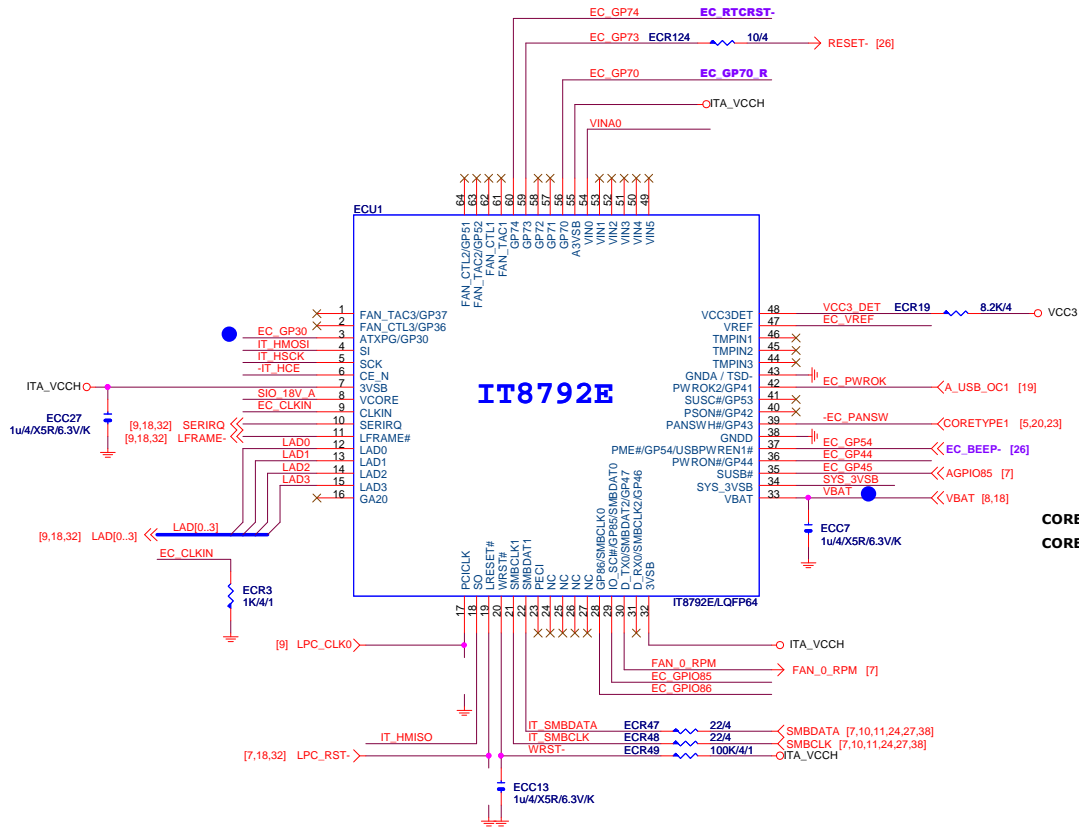 EC_GP74 EC_RTCRST-
EC_GP73 ECR124 10/4 RESET- [26]
EC_GP70 EC_GP70_R
ITA_VCCH
VINA0
64 63 62 61 60 59 58 57 56 55 54 53 52 51 50 49
ECU1
FAN_CTL2/GP51
FAN_TAC2/GP52
FAN_CTL1
FAN_TAC1
GP74
GP73
GP72
GP71
GP70
A3VSB
VIN0
VIN1
VIN2
VIN3
VIN4
VIN5
1 FAN_TAC3/GP37
2 FAN_CTL3/GP36
EC_GP30 3 ATXPG/GP30
IT_HMOSI 4 SI
IT_HSCK 5 SCK
-IT_HCE 6 CE_N
ITA_VCCH 7 3VSB
SIO_18V_A 8 VCORE
EC_CLKIN 9 CLKIN
[9,18,32] SERIRQ 10 SERIRQ
[9,18,32] LFRAME- 11 LFRAME#
LAD0 12 LAD0
LAD1 13 LAD1
LAD2 14 LAD2
LAD3 15 LAD3
16 GA20
ECC27
1u/4/X5R/6.3V/K
[9,18,32] LAD[0..3] LAD[0..3]
EC_CLKIN
ECR3
1K/4/1
IT8792E
VCC3DET 48 VCC3_DET ECR19 8.2K/4 VCC3
VREF 47 EC_VREF
TMPIN1 46
TMPIN2 45
TMPIN3 44
GNDA / TSD- 43
PWROK2/GP41 42 EC_PWROK A_USB_OC1 [19]
SUSC#/GP53 41
PSON#/GP42 40
PANSWH#/GP43 39 -EC_PANSW CORETYPE1 [5,20,23]
GNDD 38
PME#/GP54/USBPWREN1# 37 EC_GP54 EC_BEEP- [26]
PWRON#/GP44 36 EC_GP44
SUSB# 35 EC_GP45 AGPIO85 [7]
SYS_3VSB 34 SYS_3VSB
VBAT 33 VBAT VBAT [8,18]
ECC7
1u/4/X5R/6.3V/K
CORE
CORE
PCICLK
SO
LRESET#
WRST#
SMBCLK1
SMBDAT1
PECI
NC
NC
NC
NC
GP86/SMBCLK0
IO_SCI#/GP85/SMBDAT0
D_TX0/SMBDAT2/GP47
D_RX0/SMBCLK2/GP46
3VSB
IT8792E/LQFP64
17 18 19 20 21 22 23 24 25 26 27 28 29 30 31 32
[9] LPC_CLK0
ITA_VCCH
FAN_0_RPM FAN_0_RPM [7]
EC_GPIO85
EC_GPIO86
IT_SMBDATA ECR47 22/4 SMBDATA [7,10,11,24,27,38]
IT_HMISO IT_SMBCLK ECR48 22/4 SMBCLK [7,10,11,24,27,38]
[7,18,32] LPC_RST- WRST- ECR49 100K/4/1 ITA_VCCH
ECC13
1u/4/X5R/6.3V/K